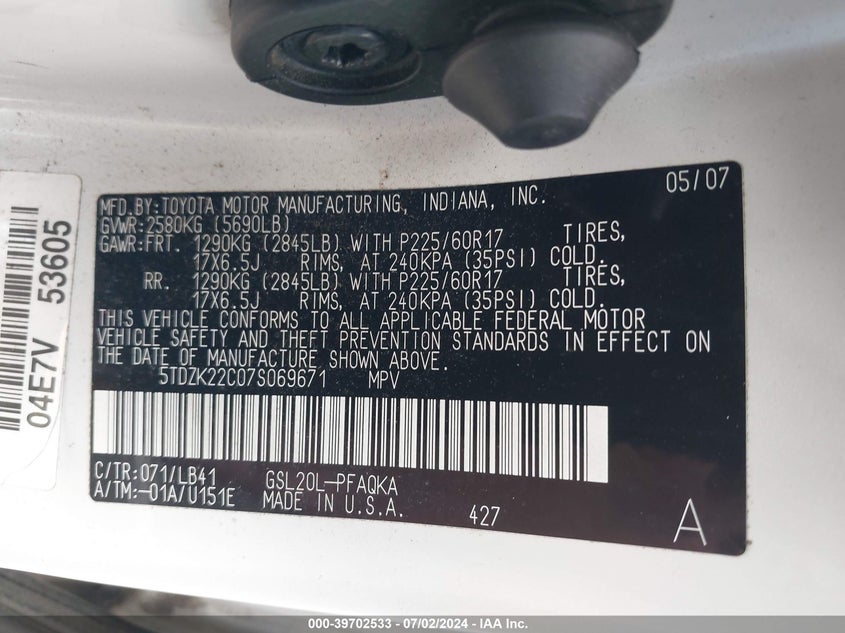 04E7V 53605
MFD.BY:TOYOTA MOTOR MANUFACTURING, INDIANA, INC. 05/07
GVWR:2580KG (5690LB)
GAWR:FRT. 1290KG (2845LB) WITH P225/60R17 TIRES,
17X6.5J RIMS, AT 240KPA (35PSI) COLD.
RR. 1290KG (2845LB) WITH P225/60R17 TIRES,
17X6.5J RIMS, AT 240KPA (35PSI) COLD.
THIS VEHICLE CONFORMS TO ALL APPLICABLE FEDERAL MOTOR
VEHICLE SAFETY AND THEFT PREVENTION STANDARDS IN EFFECT ON
THE DATE OF MANUFACTURE SHOWN ABOVE.
5TDZK22C07S069671 MPV
C/TR:071/LB41 GSL20L-PFAQKA
A/TM:-01A/U151E MADE IN U.S.A. 427 A
000-39702533 - 07/02/2024 - IAA Inc.